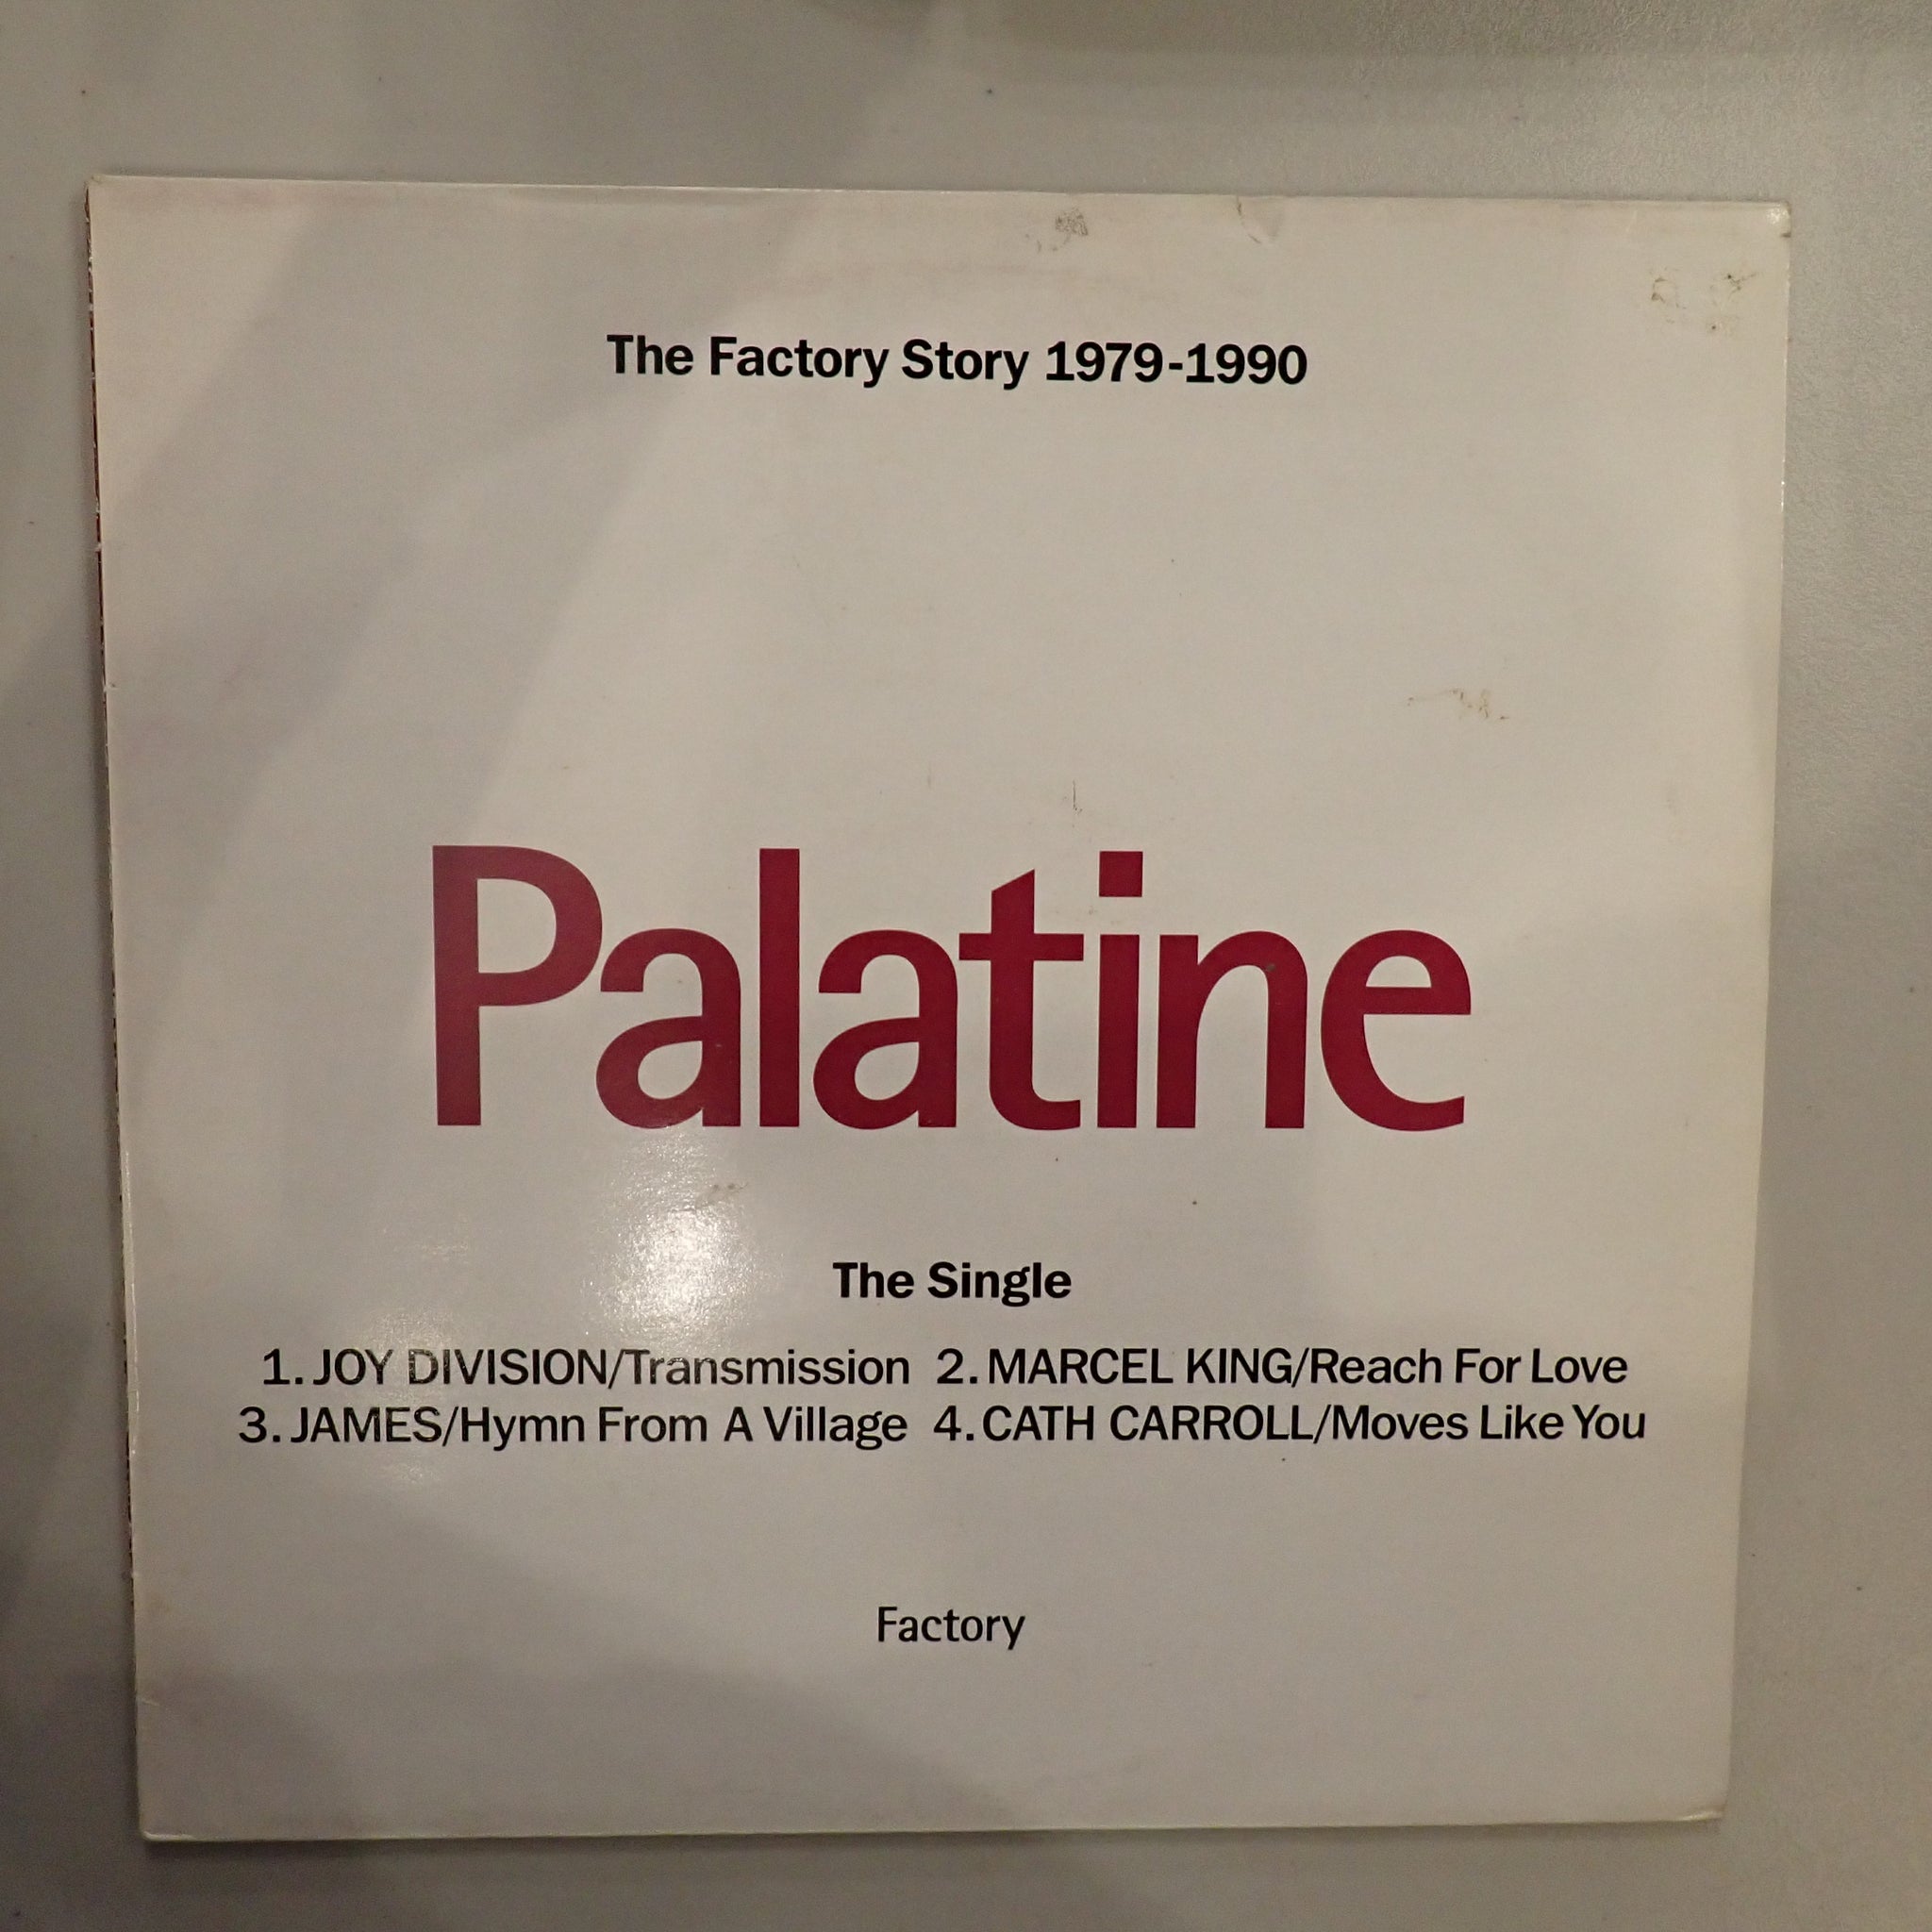 The Factory Story 1979-1990
Palatine
The Single
1. JOY DIVISION/Transmission 2. MARCEL KING/Reach For Love
3. JAMES/Hymn From A Village 4. CATH CARROLL/Moves Like You
Factory